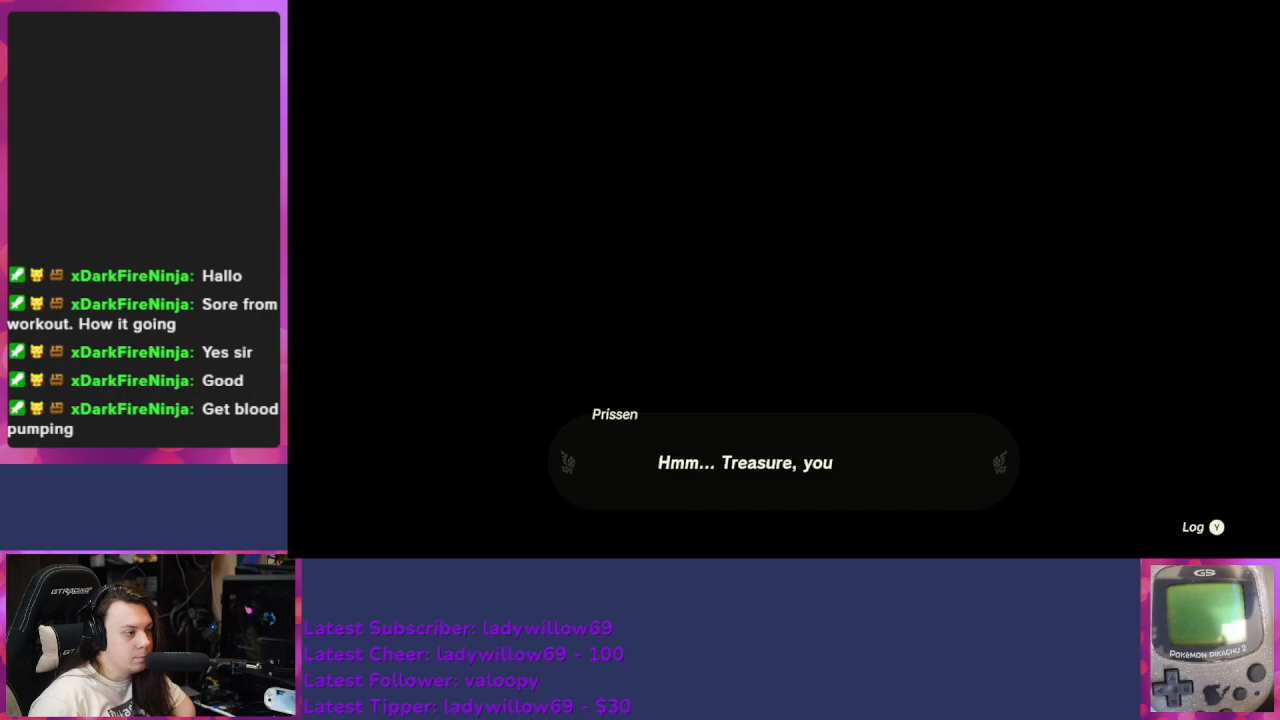 xDarkFireNinja: Hallo
xDarkFireNinja: Sore from
workout. How it going
xDarkFireNinja: Yes sir
xDarkFireNinja: Good
xDarkFireNinja: Get blood
pumping
Prissen
Hmm... Treasure, you
Log Y
GTRACING
Latest Subscriber: ladywillow69
Latest Cheer: ladywillow69 - 100
Latest Follower: valoopy
Latest Tipper: ladywillow69 - $30
GS
POKéMON PIKACHU 2